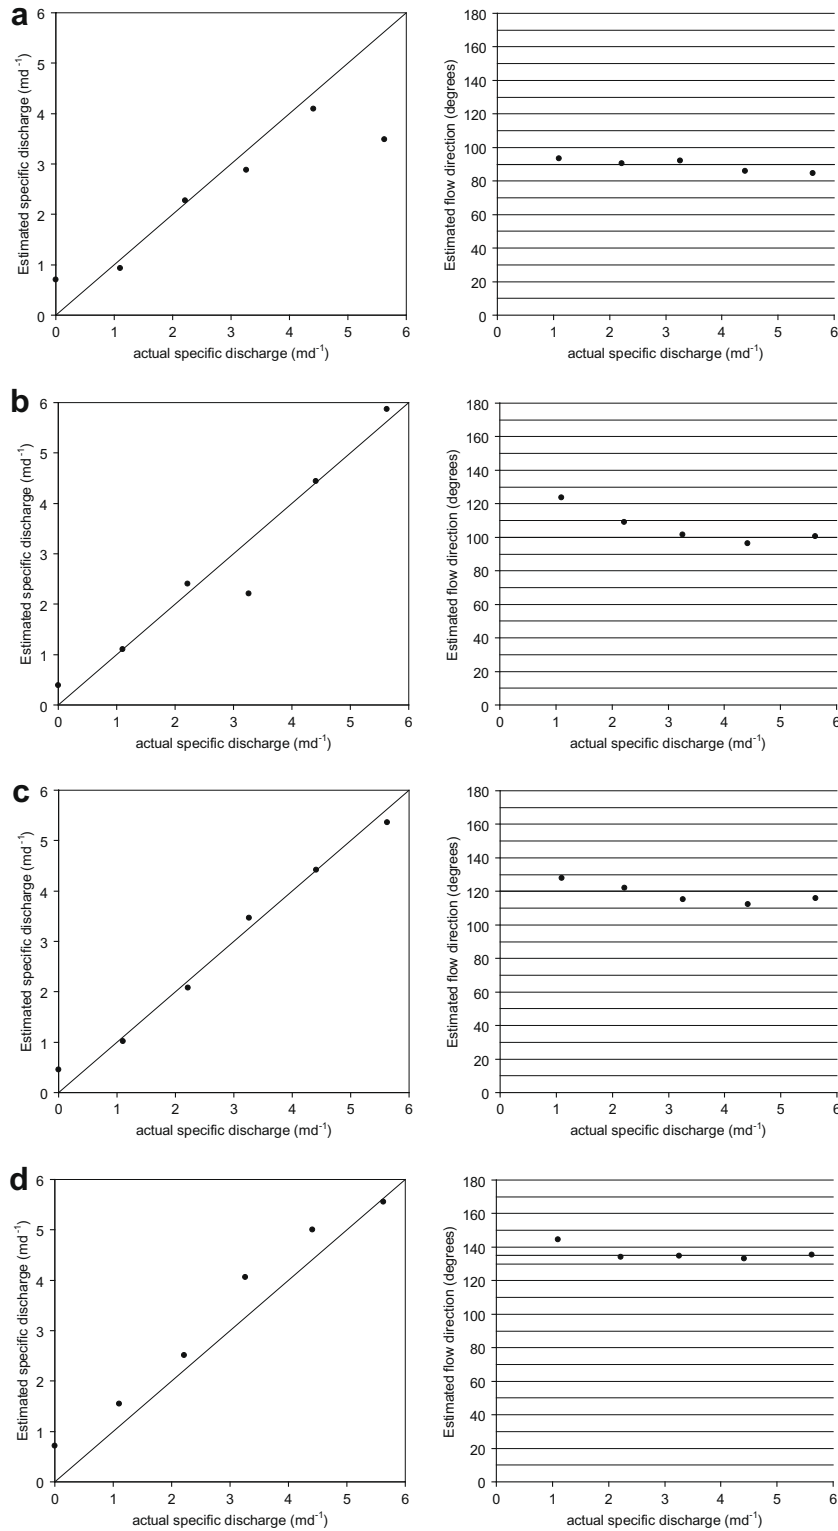 a
Estimated specific discharge (md⁻¹)
6
5
4
3
2
1
0
0 1 2 3 4 5 6
actual specific discharge (md⁻¹)
Estimated flow direction (degrees)
180
160
140
120
100
80
60
40
20
0
0 1 2 3 4 5 6
actual specific discharge (md⁻¹)
b
Estimated specific discharge (md⁻¹)
6
5
4
3
2
1
0
0 1 2 3 4 5 6
actual specific discharge (md⁻¹)
Estimated flow direction (degrees)
180
160
140
120
100
80
60
40
20
0
0 1 2 3 4 5 6
actual specific discharge (md⁻¹)
c
Estimated specific discharge (md⁻¹)
6
5
4
3
2
1
0
0 1 2 3 4 5 6
actual specific discharge (md⁻¹)
Estimated flow direction (degrees)
180
160
140
120
100
80
60
40
20
0
0 1 2 3 4 5 6
actual specific discharge (md⁻¹)
d
Estimated specific discharge (md⁻¹)
6
5
4
3
2
1
0
0 1 2 3 4 5 6
actual specific discharge (md⁻¹)
Estimated flow direction (degrees)
180
160
140
120
100
80
60
40
20
0
0 1 2 3 4 5 6
actual specific discharge (md⁻¹)